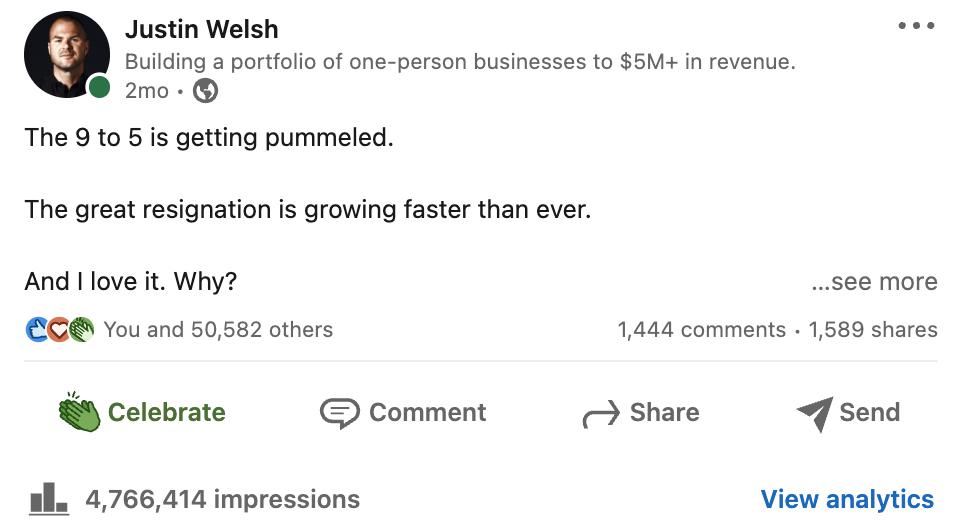 Justin Welsh
Building a portfolio of one-person businesses to $5M+ in revenue.
2mo •
The 9 to 5 is getting pummeled.
The great resignation is growing faster than ever.
And I love it. Why? ...see more
You and 50,582 others 1,444 comments • 1,589 shares
Celebrate Comment Share Send
4,766,414 impressions View analytics